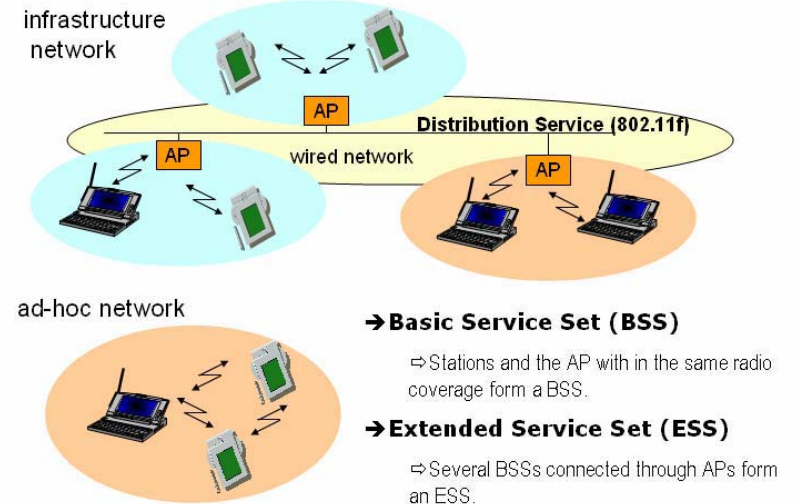 infrastructure
network
AP
Distribution Service (802.11f)
AP
wired network
AP
ad-hoc network
➔Basic Service Set (BSS)
⇨Stations and the AP with in the same radio
coverage form a BSS.
➔Extended Service Set (ESS)
⇨Several BSSs connected through APs form
an ESS.